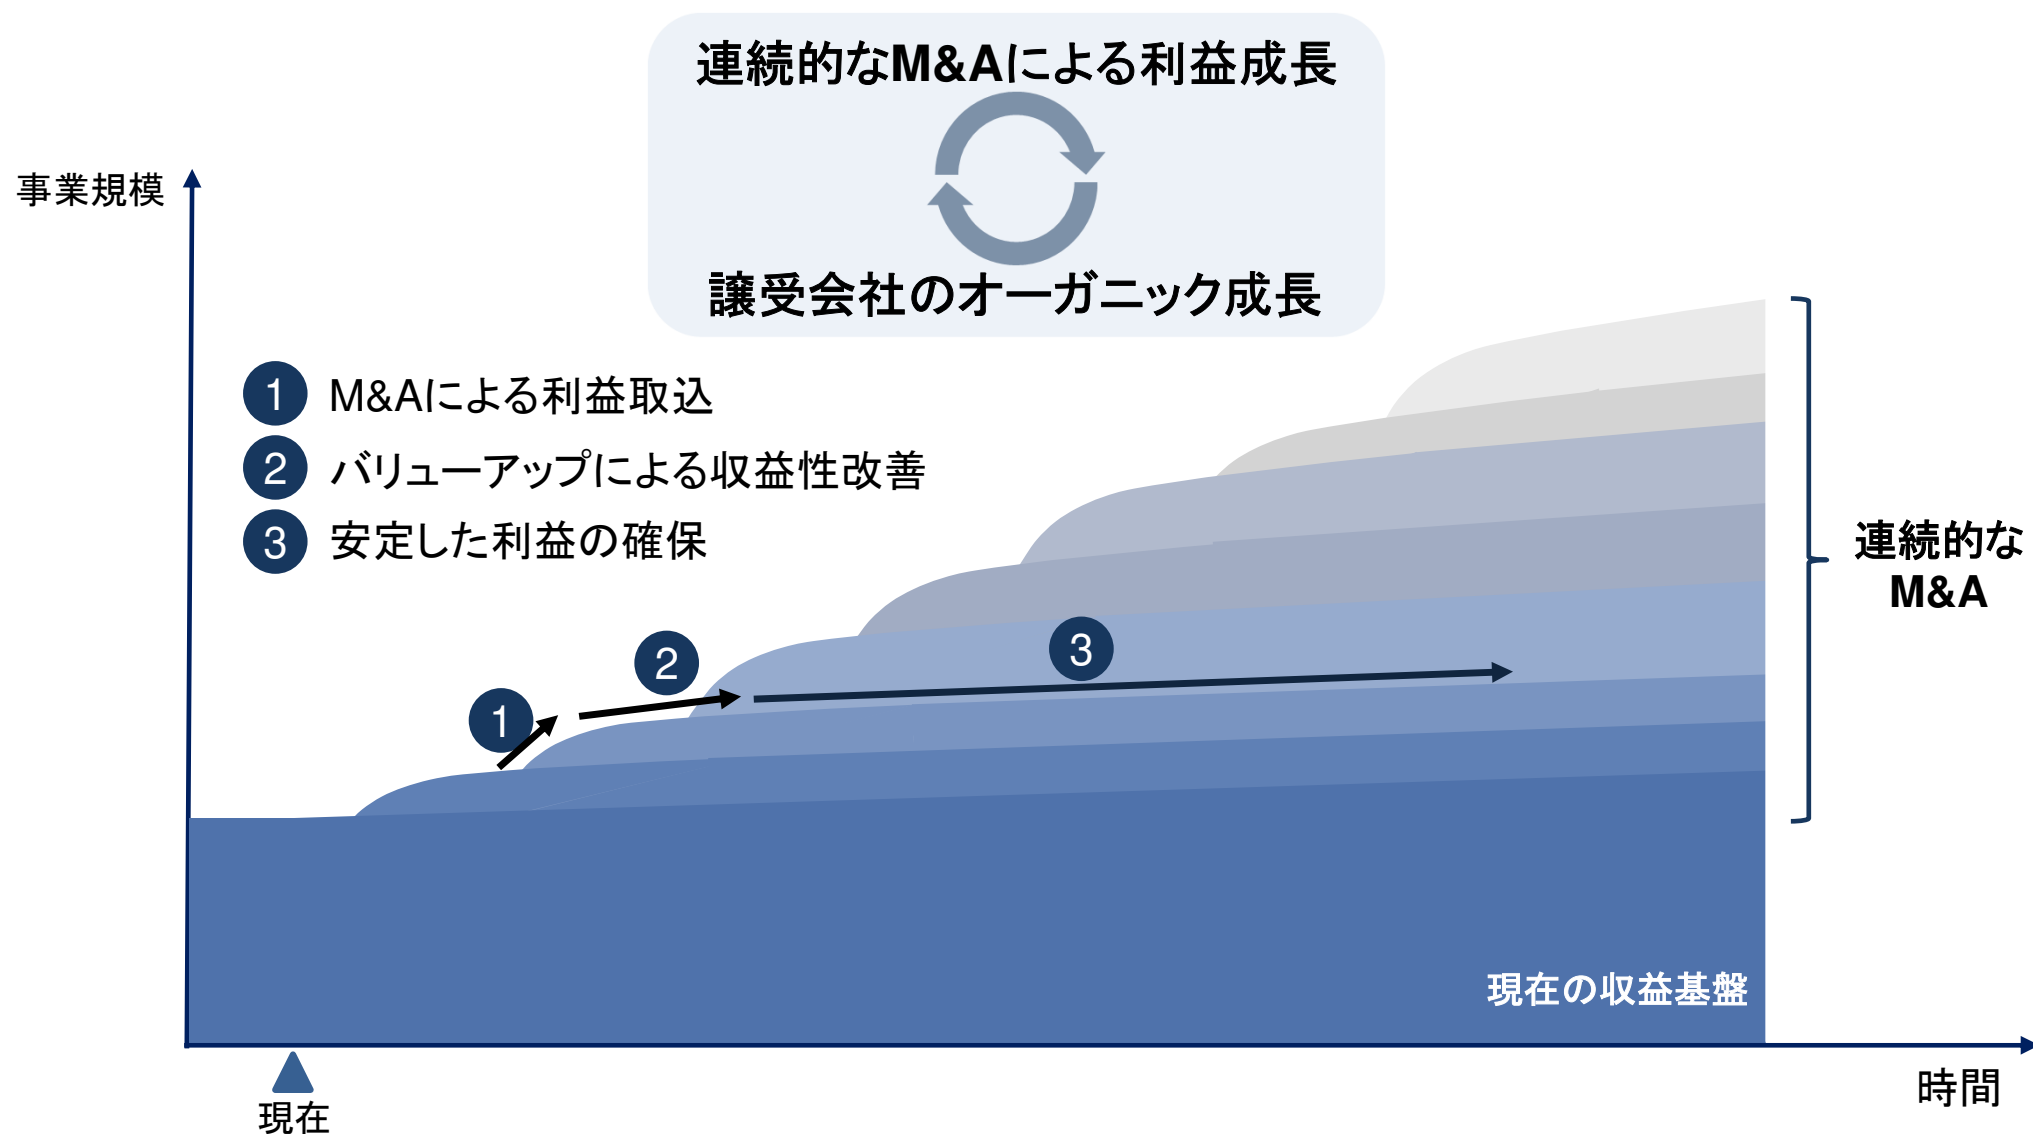 連続的なM&Aによる利益成長
譲受会社のオーガニック成長
事業規模
1 M&Aによる利益取込
2 バリューアップによる収益性改善
3 安定した利益の確保
連続的な
M&A
1
2
3
現在の収益基盤
時間
現在